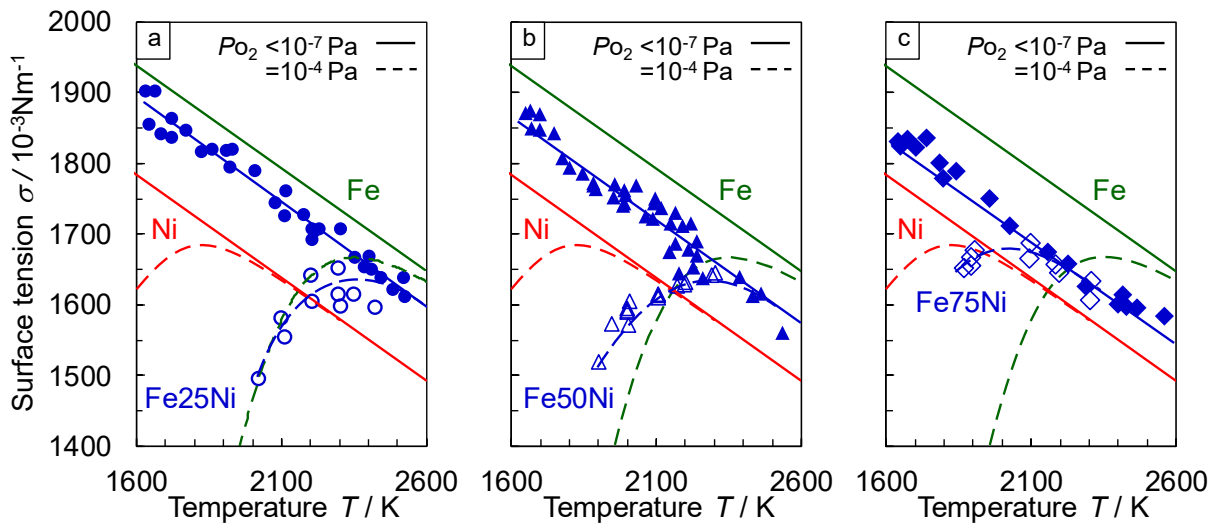 Surface tension σ / 10⁻³Nm⁻¹
2000
1900
1800
1700
1600
1500
1400
a
Po₂ <10⁻⁷ Pa
=10⁻⁴ Pa
Fe
Ni
Fe25Ni
1600 2100 2600
Temperature T / K
b
Po₂ <10⁻⁷ Pa
=10⁻⁴ Pa
Fe
Ni
Fe50Ni
1600 2100 2600
Temperature T / K
c
Po₂ <10⁻⁷ Pa
=10⁻⁴ Pa
Fe
Ni
Fe75Ni
1600 2100 2600
Temperature T / K